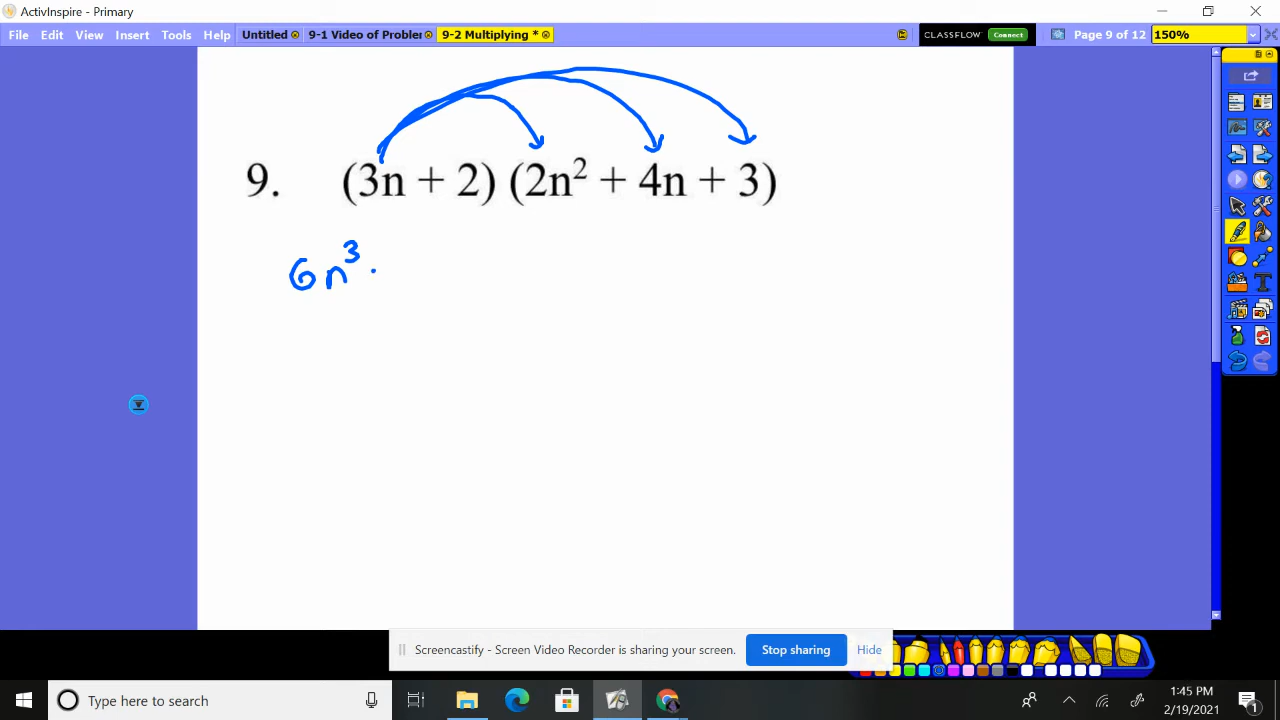 ActivInspire - Primary
File Edit View Insert Tools Help Untitled 9-1 Video of Probler 9-2 Multiplying * CLASSFLOW Connect Page 9 of 12 150%
9. (3n + 2) (2n² + 4n + 3)
6n³
Screencastify - Screen Video Recorder is sharing your screen. Stop sharing Hide
Type here to search
1:45 PM
2/19/2021
1